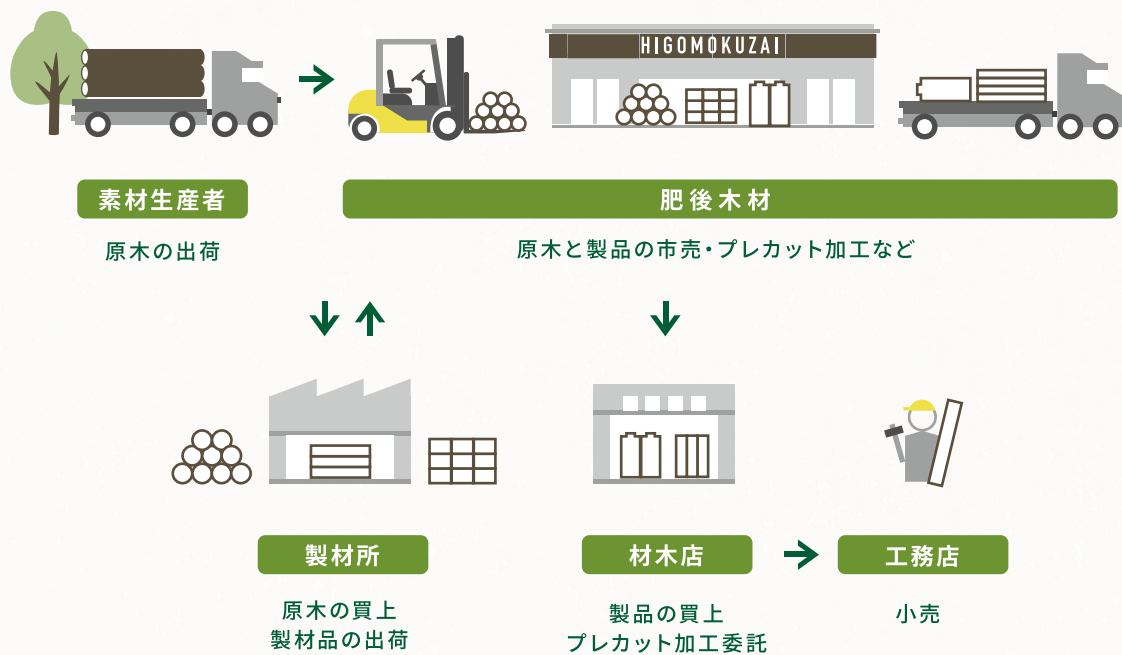 HIGOMOKUZAI
素材生産者
肥後木材
原木の出荷
原木と製品の市売・プレカット加工など
製材所
材木店
工務店
原木の買上
製材品の出荷
製品の買上
プレカット加工委託
小売